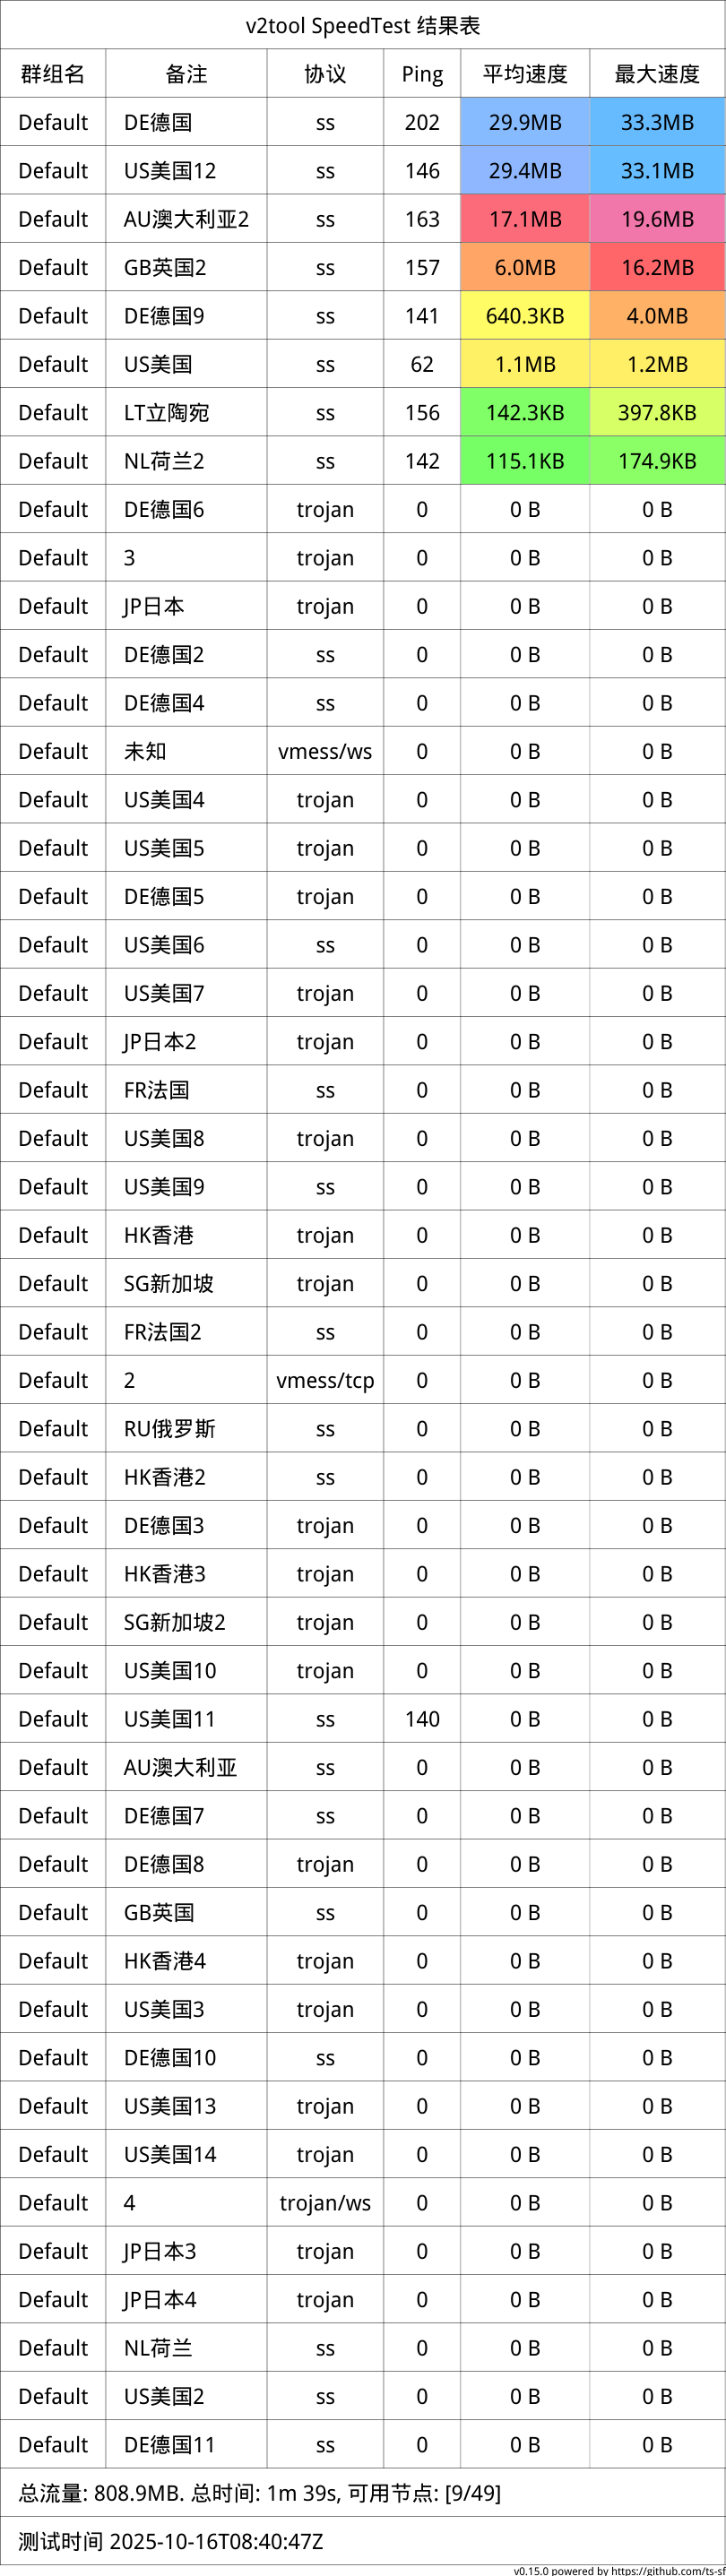 v2tool SpeedTest 结果表
群组名 备注 协议 Ping 平均速度 最大速度
Default DE德国 ss 202 29.9MB 33.3MB
Default US美国12 ss 146 29.4MB 33.1MB
Default AU澳大利亚2 ss 163 17.1MB 19.6MB
Default GB英国2 ss 157 6.0MB 16.2MB
Default DE德国9 ss 141 640.3KB 4.0MB
Default US美国 ss 62 1.1MB 1.2MB
Default LT立陶宛 ss 156 142.3KB 397.8KB
Default NL荷兰2 ss 142 115.1KB 174.9KB
Default DE德国6 trojan 0 0 B 0 B
Default 3 trojan 0 0 B 0 B
Default JP日本 trojan 0 0 B 0 B
Default DE德国2 ss 0 0 B 0 B
Default DE德国4 ss 0 0 B 0 B
Default 未知 vmess/ws 0 0 B 0 B
Default US美国4 trojan 0 0 B 0 B
Default US美国5 trojan 0 0 B 0 B
Default DE德国5 trojan 0 0 B 0 B
Default US美国6 ss 0 0 B 0 B
Default US美国7 trojan 0 0 B 0 B
Default JP日本2 trojan 0 0 B 0 B
Default FR法国 ss 0 0 B 0 B
Default US美国8 trojan 0 0 B 0 B
Default US美国9 ss 0 0 B 0 B
Default HK香港 trojan 0 0 B 0 B
Default SG新加坡 trojan 0 0 B 0 B
Default FR法国2 ss 0 0 B 0 B
Default 2 vmess/tcp 0 0 B 0 B
Default RU俄罗斯 ss 0 0 B 0 B
Default HK香港2 ss 0 0 B 0 B
Default DE德国3 trojan 0 0 B 0 B
Default HK香港3 trojan 0 0 B 0 B
Default SG新加坡2 trojan 0 0 B 0 B
Default US美国10 trojan 0 0 B 0 B
Default US美国11 ss 140 0 B 0 B
Default AU澳大利亚 ss 0 0 B 0 B
Default DE德国7 ss 0 0 B 0 B
Default DE德国8 trojan 0 0 B 0 B
Default GB英国 ss 0 0 B 0 B
Default HK香港4 trojan 0 0 B 0 B
Default US美国3 trojan 0 0 B 0 B
Default DE德国10 ss 0 0 B 0 B
Default US美国13 trojan 0 0 B 0 B
Default US美国14 trojan 0 0 B 0 B
Default 4 trojan/ws 0 0 B 0 B
Default JP日本3 trojan 0 0 B 0 B
Default JP日本4 trojan 0 0 B 0 B
Default NL荷兰 ss 0 0 B 0 B
Default US美国2 ss 0 0 B 0 B
Default DE德国11 ss 0 0 B 0 B
总流量: 808.9MB. 总时间: 1m 39s, 可用节点: [9/49]
测试时间 2025-10-16T08:40:47Z
v0.15.0 powered by https://github.com/ts-sf